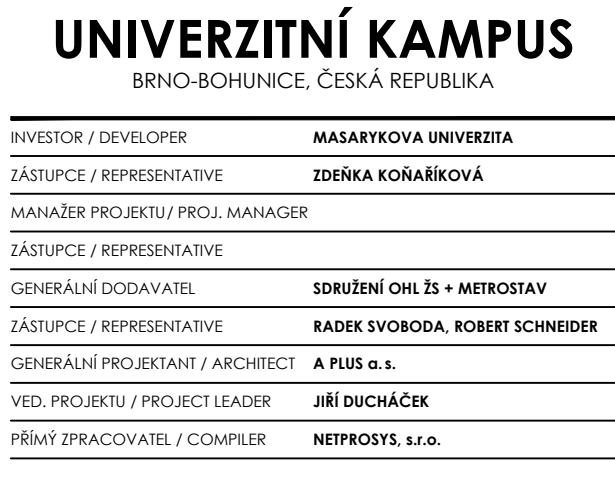 UNIVERZITNÍ KAMPUS
BRNO-BOHUNICE, ČESKÁ REPUBLIKA
INVESTOR / DEVELOPER MASARYKOVA UNIVERZITA
ZÁSTUPCE / REPRESENTATIVE ZDEŇKA KOŇAŘÍKOVÁ
MANAŽER PROJEKTU/ PROJ. MANAGER
ZÁSTUPCE / REPRESENTATIVE
GENERÁLNÍ DODAVATEL SDRUŽENÍ OHL ŽS + METROSTAV
ZÁSTUPCE / REPRESENTATIVE RADEK SVOBODA, ROBERT SCHNEIDER
GENERÁLNÍ PROJEKTANT / ARCHITECT A PLUS a.s.
VED. PROJEKTU / PROJECT LEADER JIŘÍ DUCHÁČEK
PŘÍMÝ ZPRACOVATEL / COMPILER NETPROSYS, s.r.o.